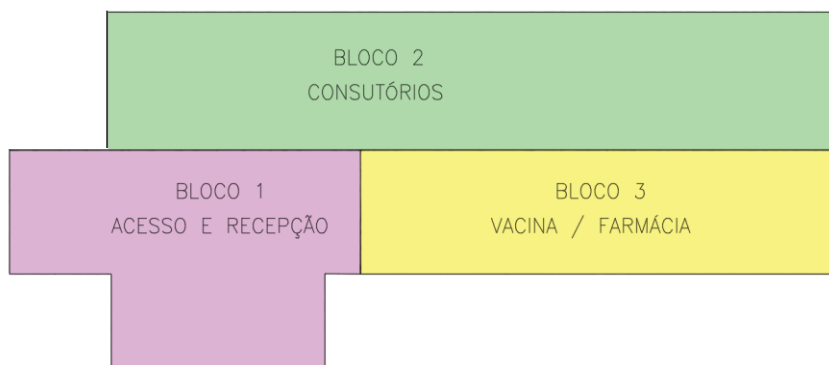 BLOCO 2
CONSUTÓRIOS
BLOCO 1
ACESSO E RECEPÇÃO
BLOCO 3
VACINA / FARMÁCIA